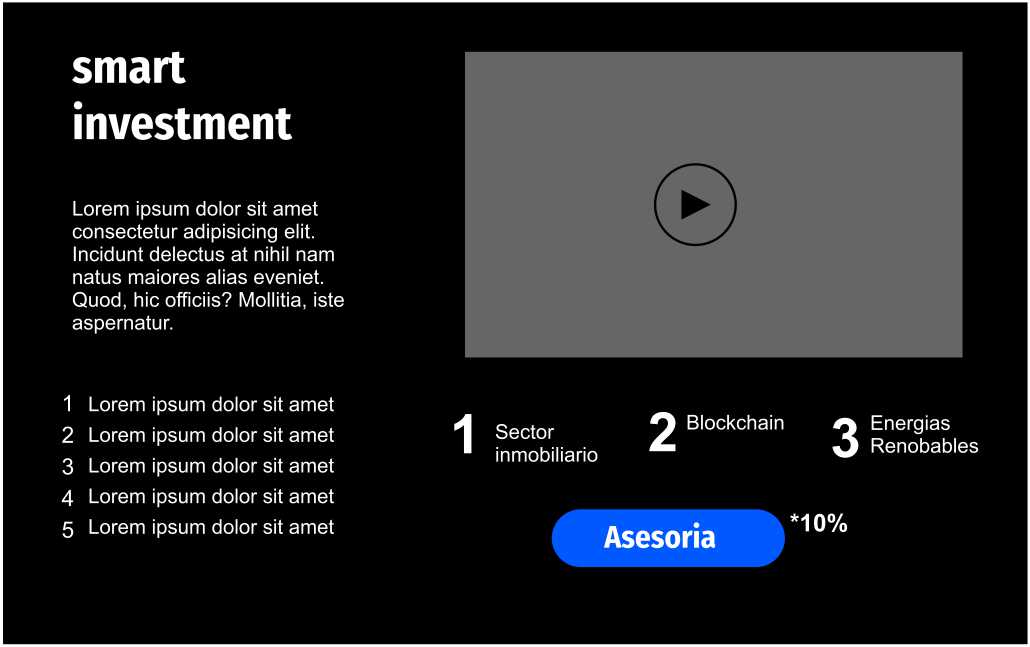 smart
investment
Lorem ipsum dolor sit amet
consectetur adipisicing elit.
Incidunt delectus at nihil nam
natus maiores alias eveniet.
Quod, hic officiis? Mollitia, iste
aspernatur.
1 Lorem ipsum dolor sit amet
2 Lorem ipsum dolor sit amet
3 Lorem ipsum dolor sit amet
4 Lorem ipsum dolor sit amet
5 Lorem ipsum dolor sit amet
1 Sector
inmobiliario
2 Blockchain
3 Energias
Renobables
Asesoria *10%